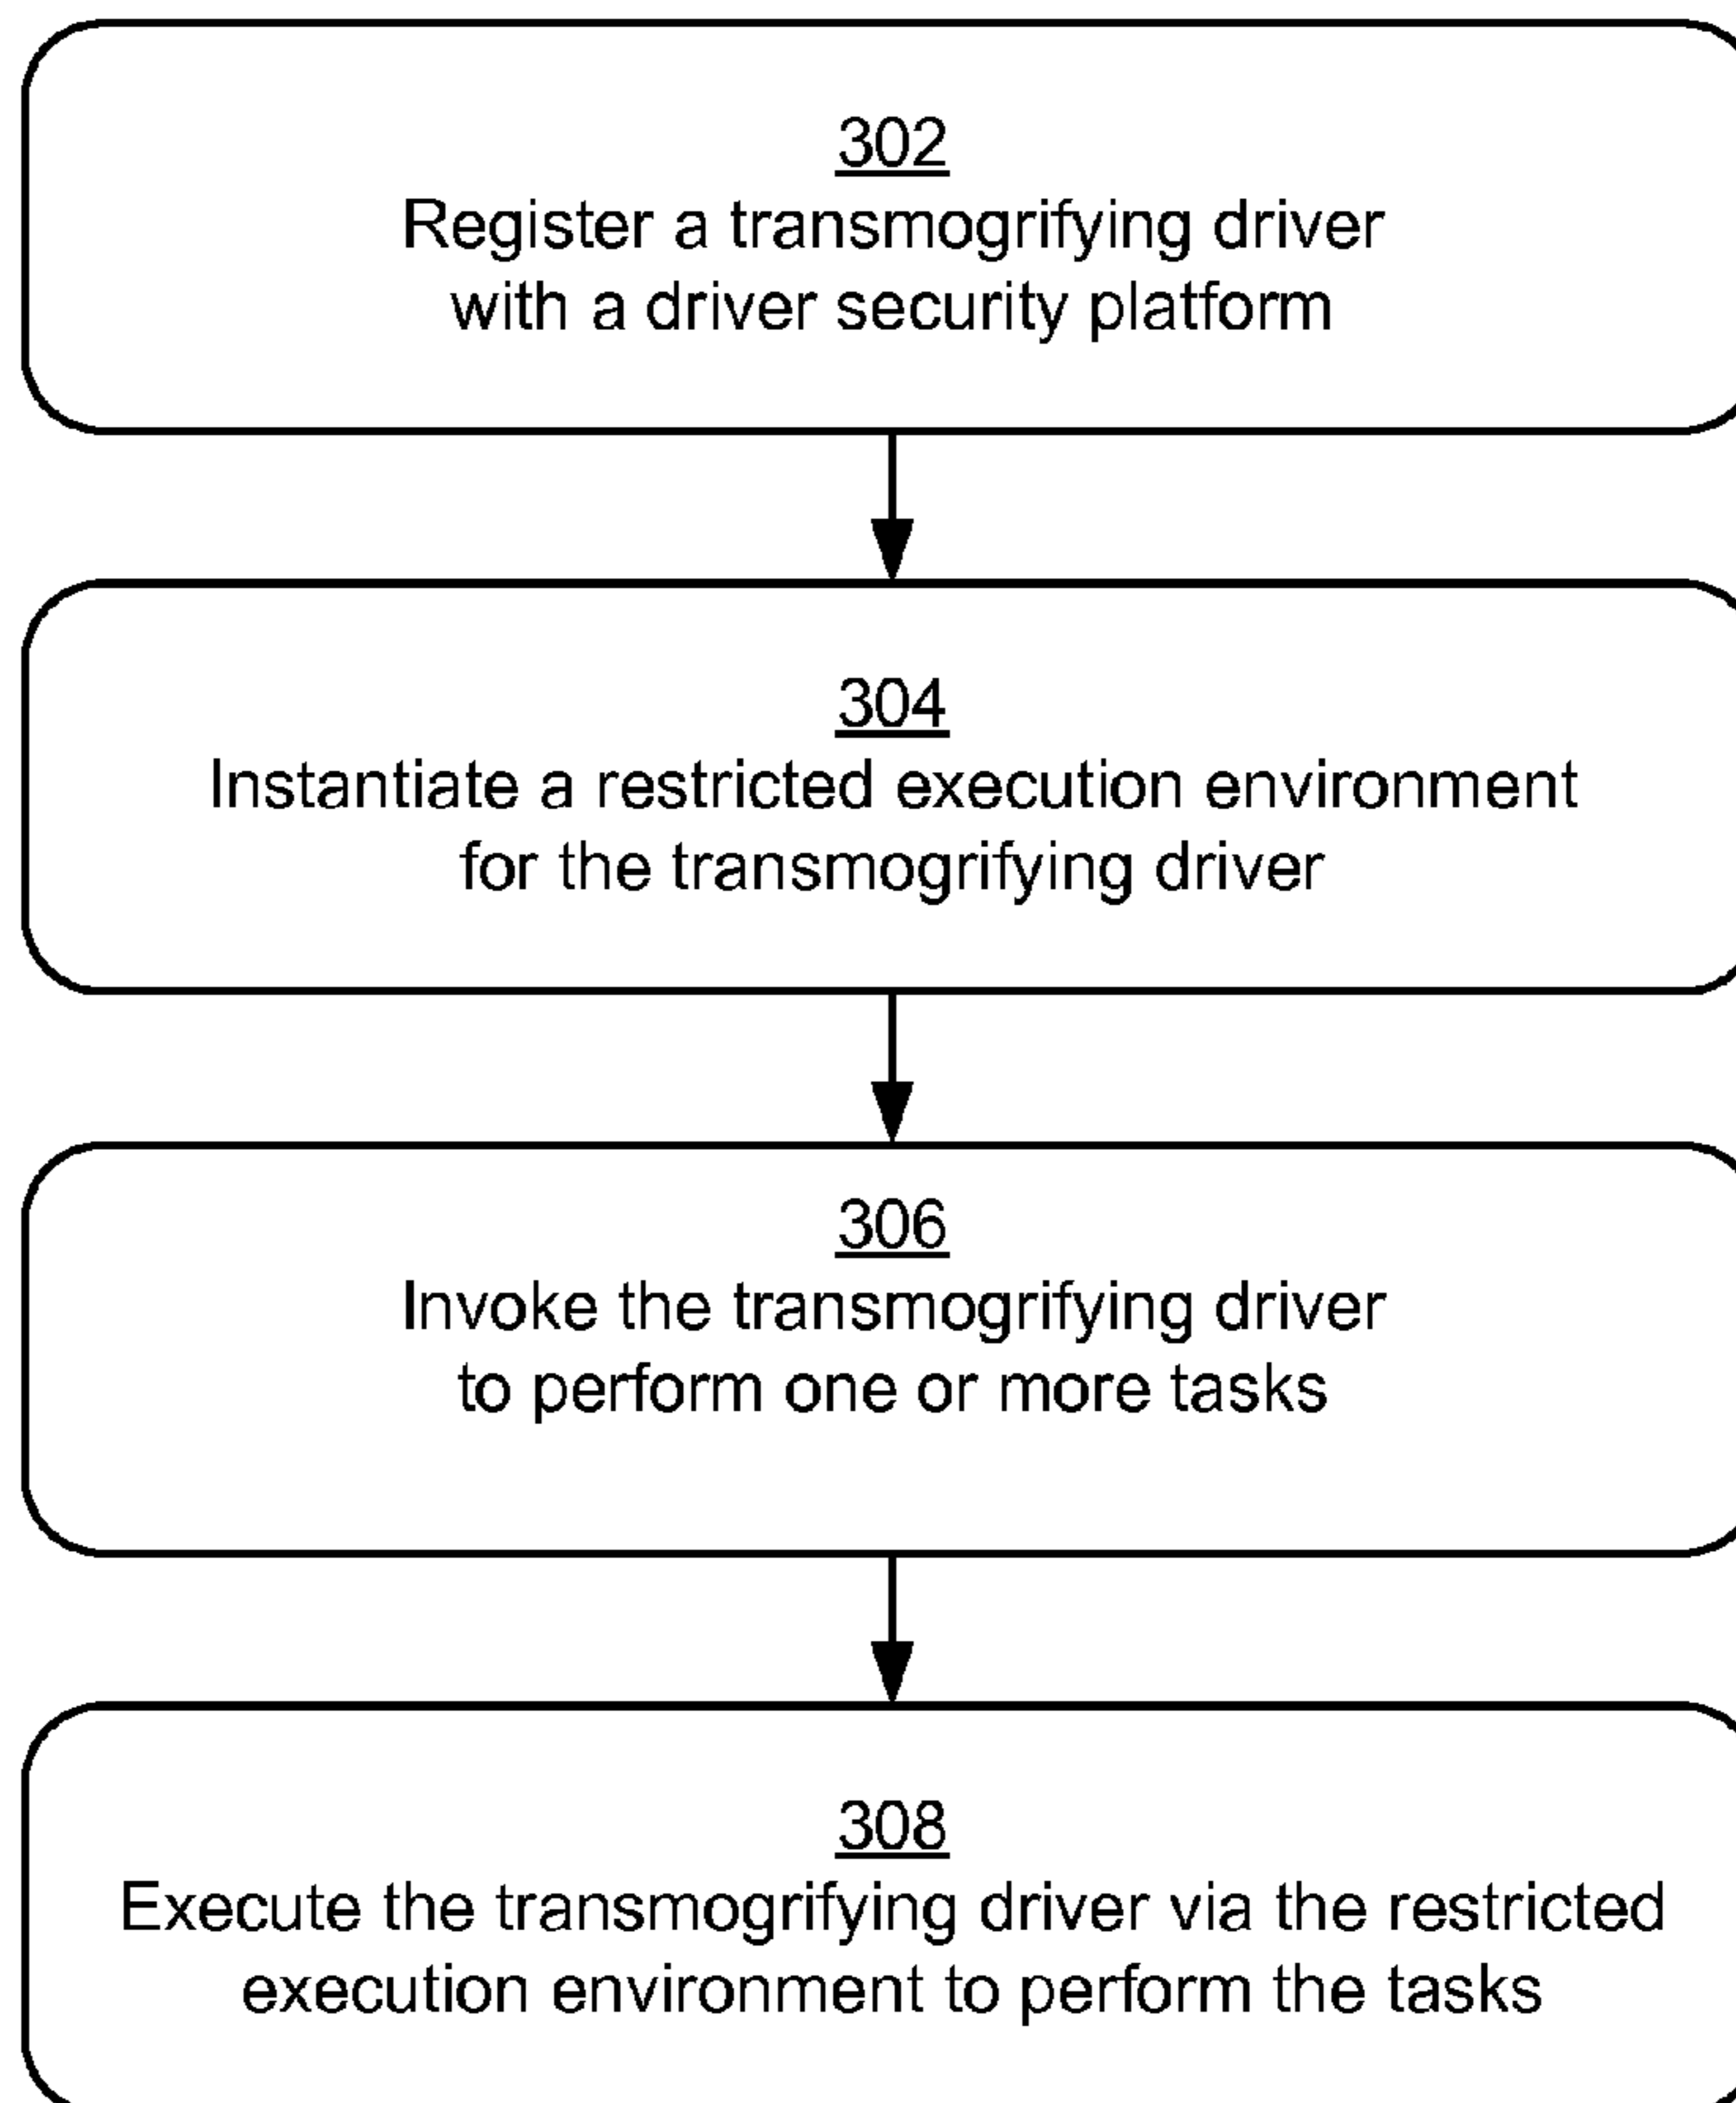 302
Register a transmogrifying driver
with a driver security platform
304
Instantiate a restricted execution environment
for the transmogrifying driver
306
Invoke the transmogrifying driver
to perform one or more tasks
308
Execute the transmogrifying driver via the restricted
execution environment to perform the tasks